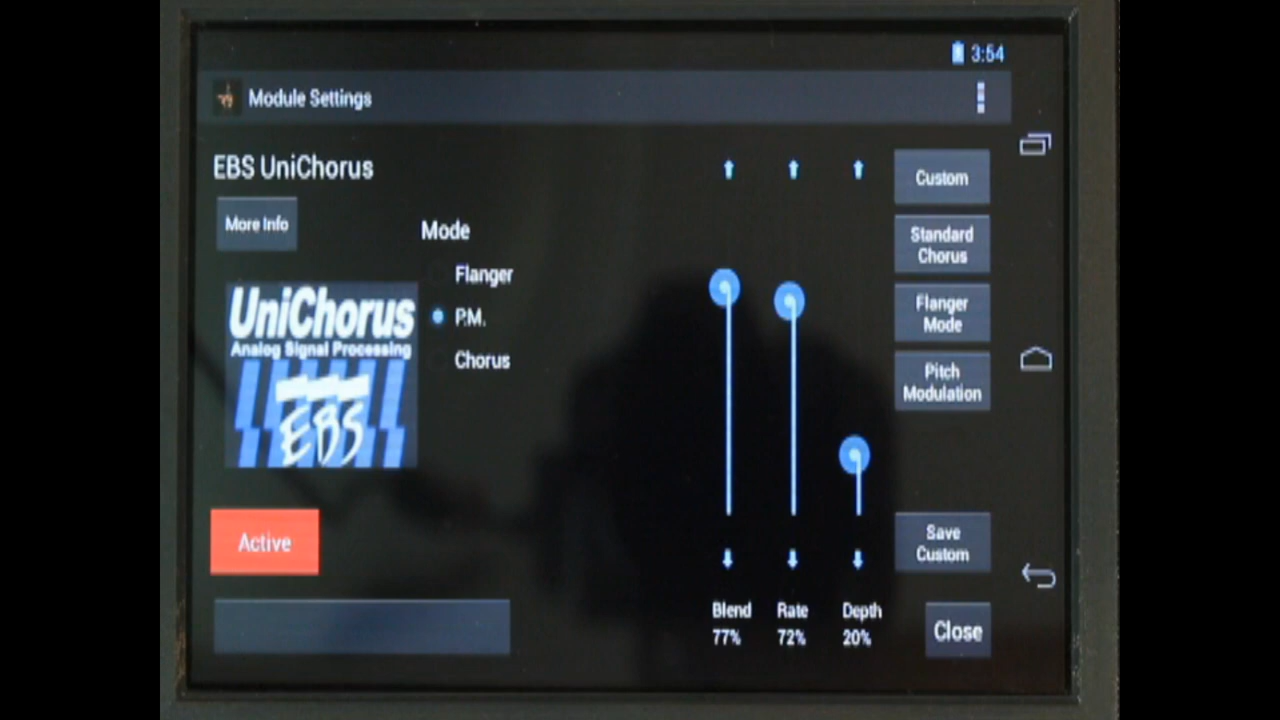 3:54
Module Settings
EBS UniChorus
More Info
Mode
Flanger
P.M.
Chorus
UniChorus
Analog Signal Processing
EBS
Active
Blend
77%
Rate
72%
Depth
20%
Custom
Standard
Chorus
Flanger
Mode
Pitch
Modulation
Save
Custom
Close